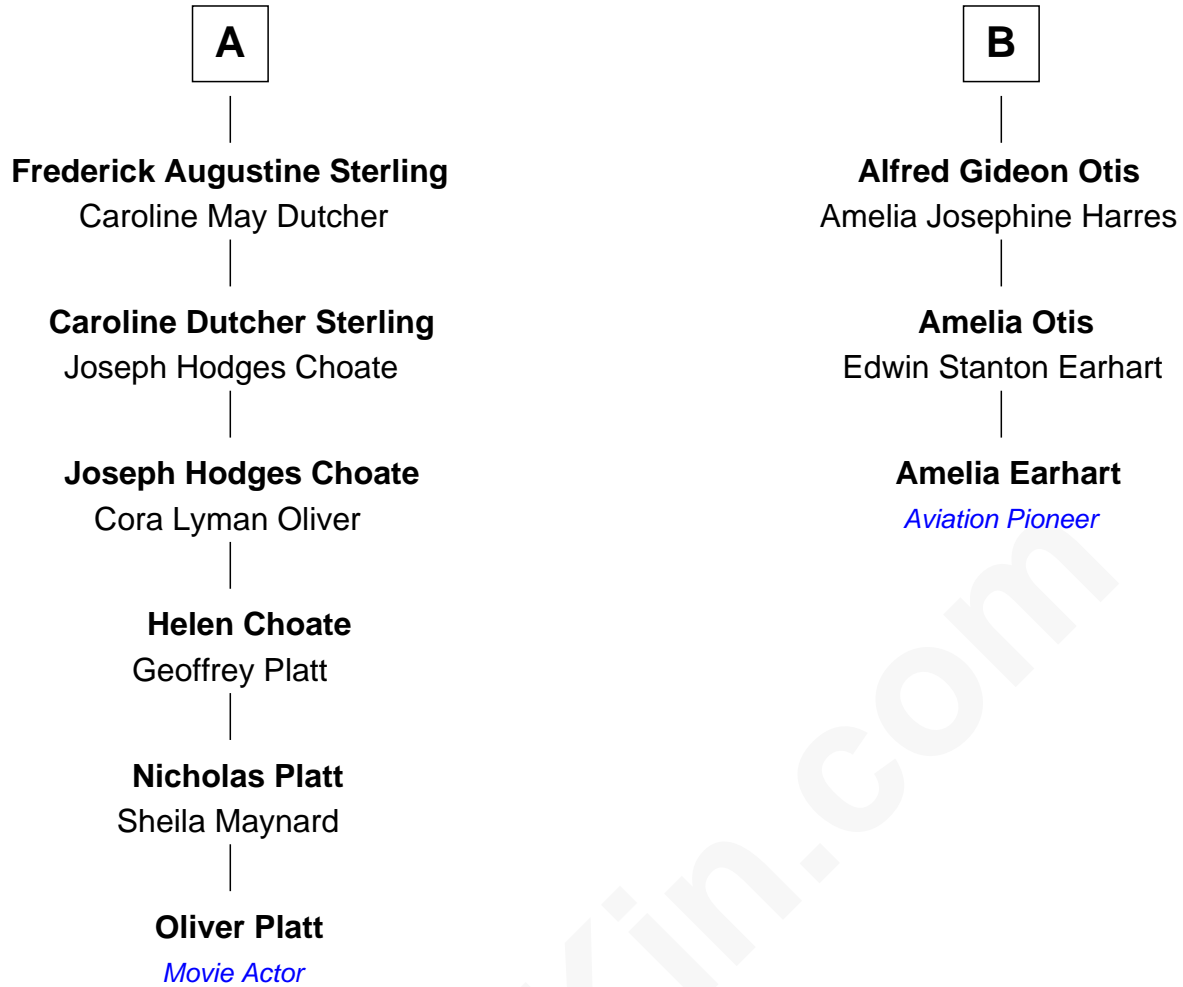 A
Frederick Augustine Sterling
Caroline May Dutcher
Caroline Dutcher Sterling
Joseph Hodges Choate
Joseph Hodges Choate
Cora Lyman Oliver
Helen Choate
Geoffrey Platt
Nicholas Platt
Sheila Maynard
Oliver Platt
Movie Actor
B
Alfred Gideon Otis
Amelia Josephine Harres
Amelia Otis
Edwin Stanton Earhart
Amelia Earhart
Aviation Pioneer
Kin.com